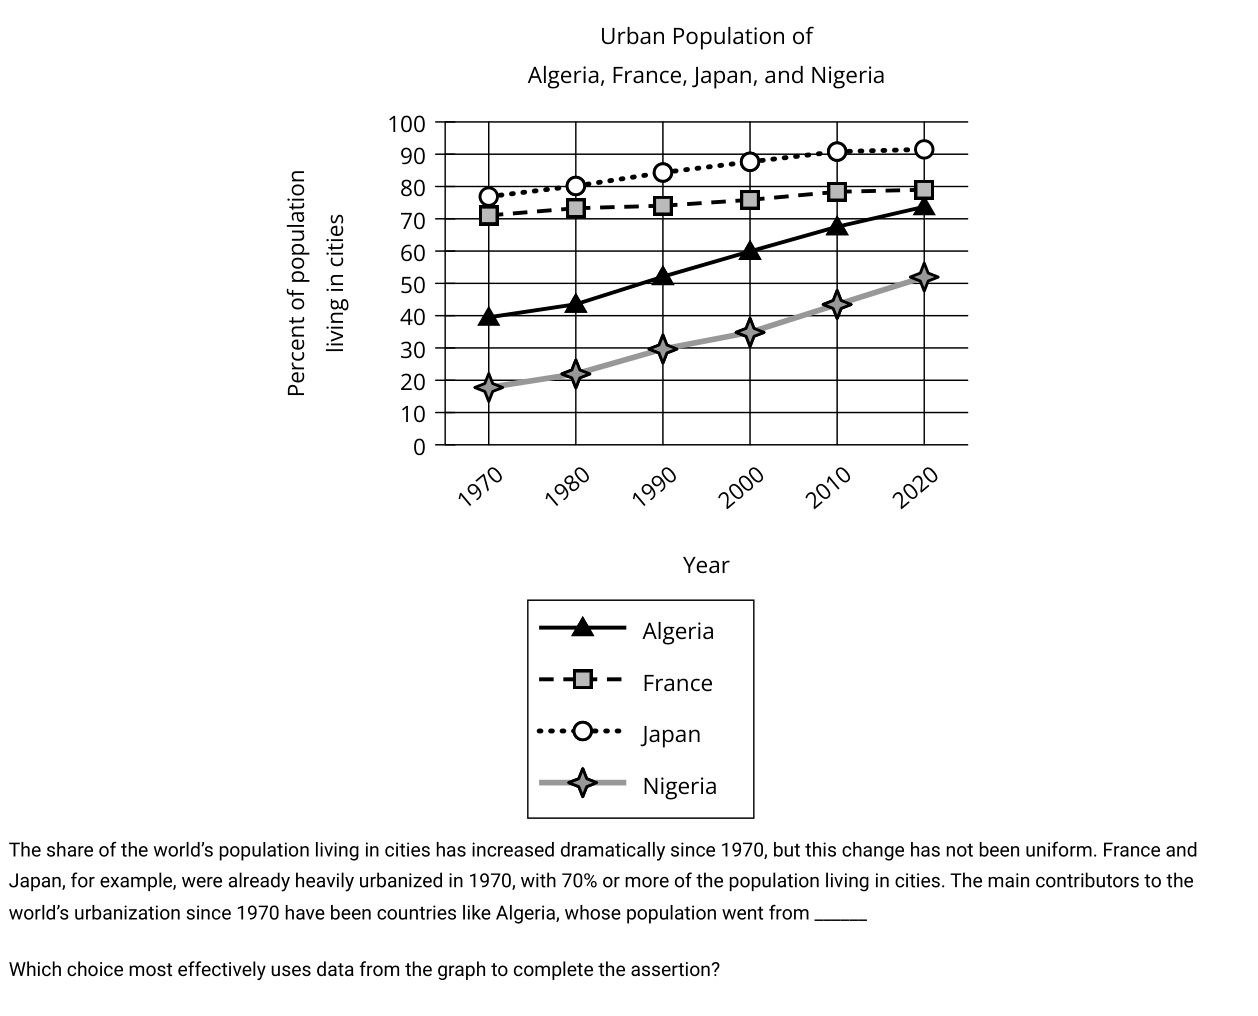 Urban Population of
Algeria, France, Japan, and Nigeria
Percent of population
living in cities
100
90
80
70
60
50
40
30
20
10
0
1970 1980 1990 2000 2010 2020
Year
Algeria
France
Japan
Nigeria
The share of the world’s population living in cities has increased dramatically since 1970, but this change has not been uniform. France and
Japan, for example, were already heavily urbanized in 1970, with 70% or more of the population living in cities. The main contributors to the
world’s urbanization since 1970 have been countries like Algeria, whose population went from ______
Which choice most effectively uses data from the graph to complete the assertion?